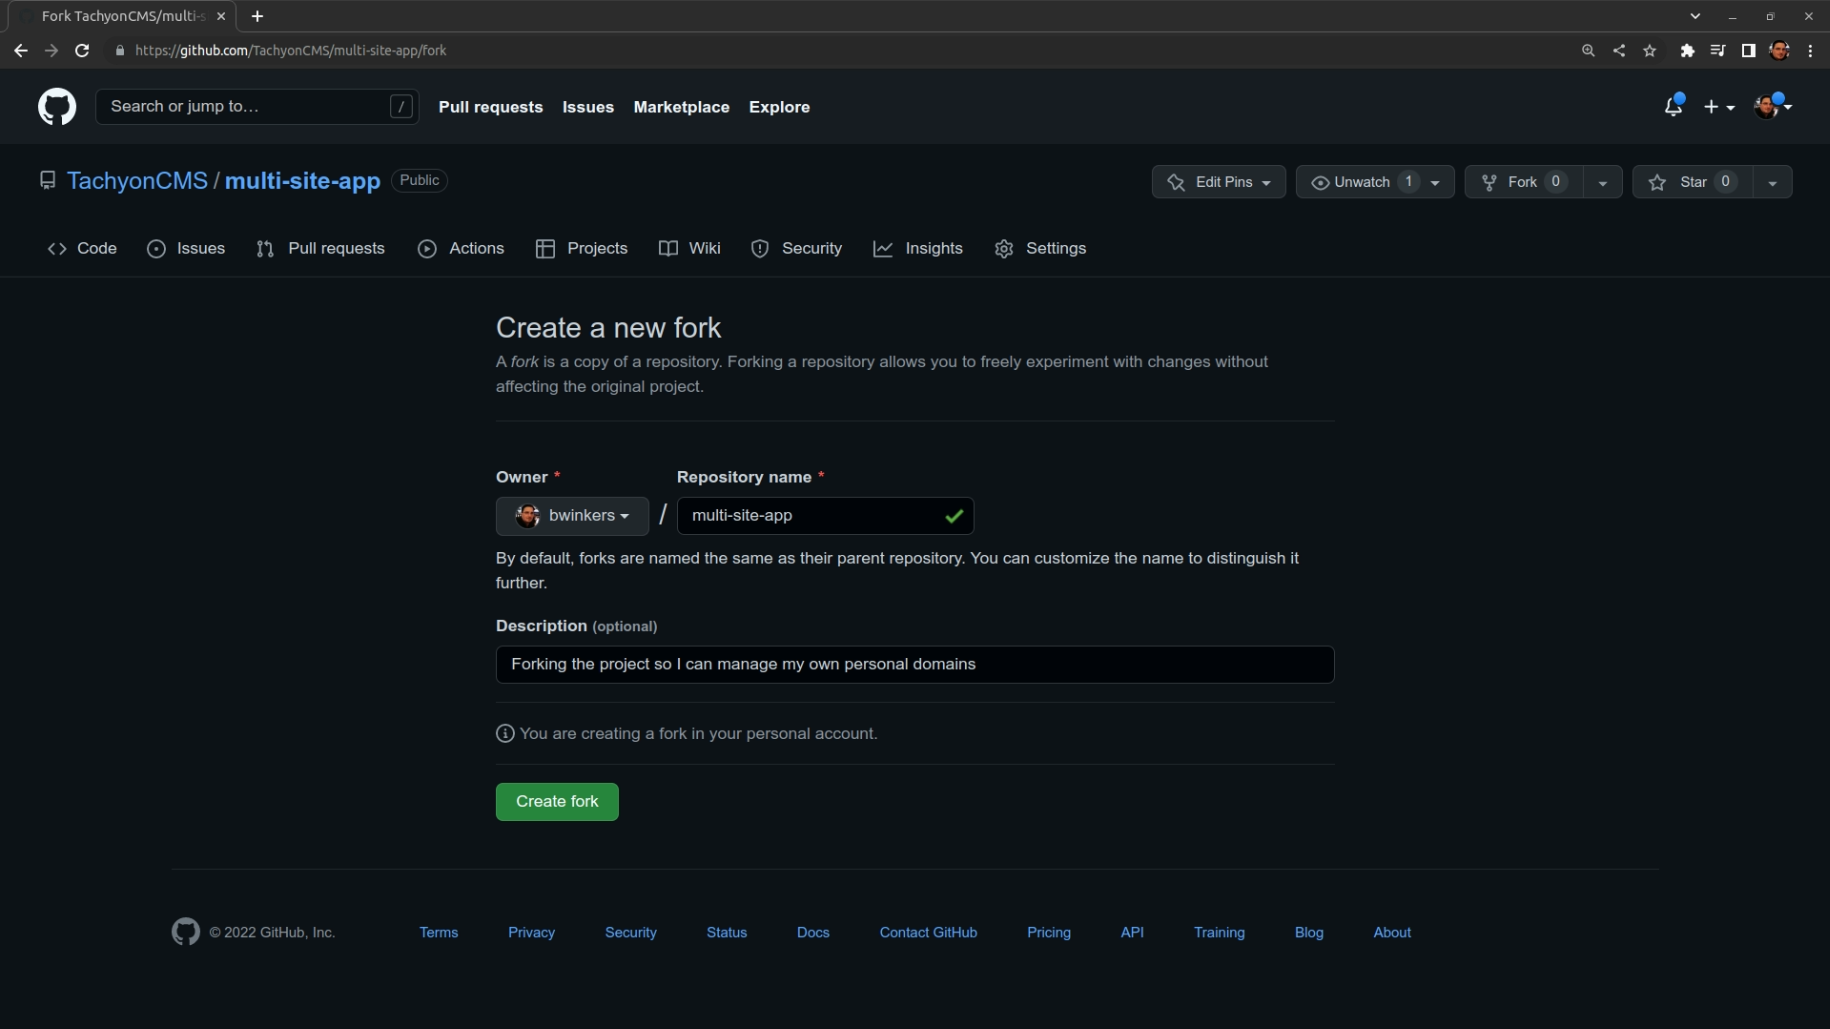 Fork TachyonCMS/multi-s
https://github.com/TachyonCMS/multi-site-app/fork
Search or jump to… /
Pull requests Issues Marketplace Explore
TachyonCMS / multi-site-app Public
Edit Pins Unwatch 1 Fork 0 Star 0
Code Issues Pull requests Actions Projects Wiki Security Insights Settings
Create a new fork
A fork is a copy of a repository. Forking a repository allows you to freely experiment with changes without
affecting the original project.
Owner * Repository name *
bwinkers / multi-site-app
By default, forks are named the same as their parent repository. You can customize the name to distinguish it
further.
Description (optional)
Forking the project so I can manage my own personal domains
You are creating a fork in your personal account.
Create fork
© 2022 GitHub, Inc. Terms Privacy Security Status Docs Contact GitHub Pricing API Training Blog About